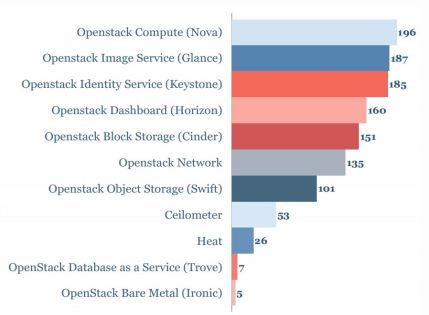 Openstack Compute (Nova) 196
Openstack Image Service (Glance) 187
Openstack Identity Service (Keystone) 185
Openstack Dashboard (Horizon) 160
Openstack Block Storage (Cinder) 151
Openstack Network 135
Openstack Object Storage (Swift) 101
Ceilometer 53
Heat 26
OpenStack Database as a Service (Trove) 7
OpenStack Bare Metal (Ironic) 5